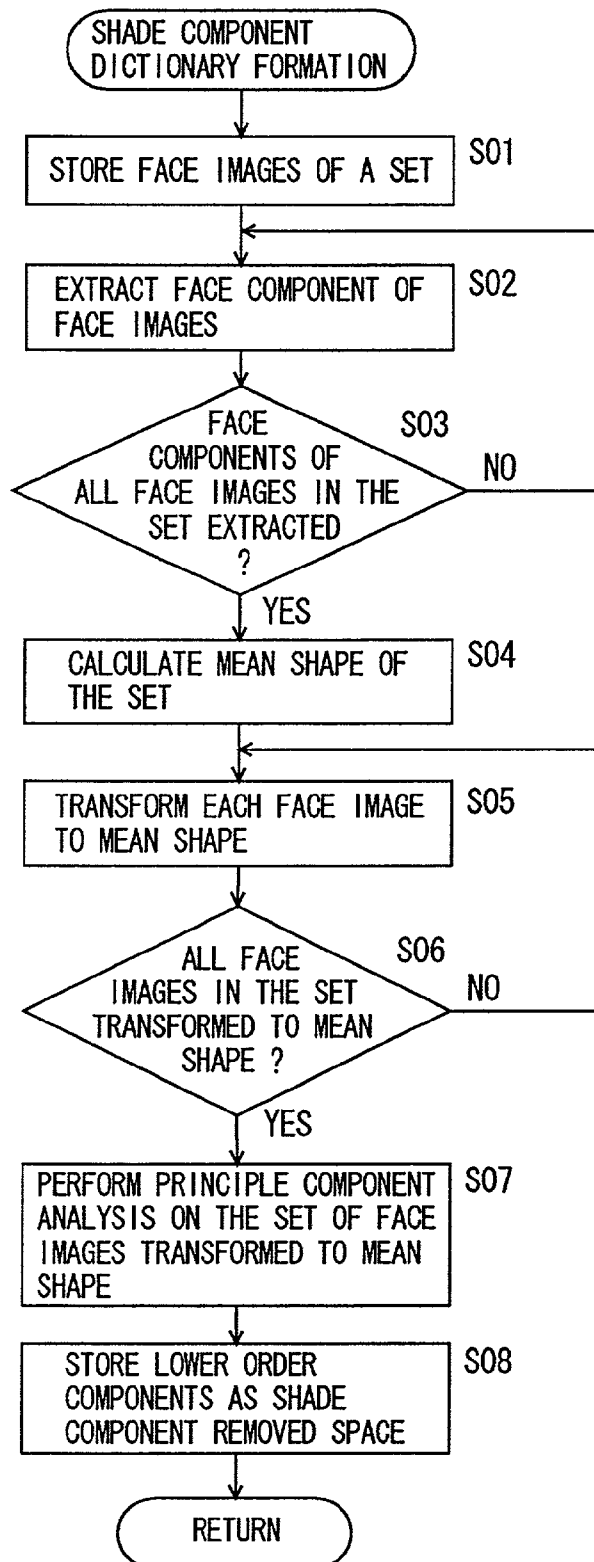 SHADE COMPONENT
DICTIONARY FORMATION
STORE FACE IMAGES OF A SET
S01
EXTRACT FACE COMPONENT OF
FACE IMAGES
S02
FACE
COMPONENTS OF
ALL FACE IMAGES IN THE
SET EXTRACTED
?
S03
NO
YES
CALCULATE MEAN SHAPE OF
THE SET
S04
TRANSFORM EACH FACE IMAGE
TO MEAN SHAPE
S05
ALL FACE
IMAGES IN THE SET
TRANSFORMED TO MEAN
SHAPE ?
S06
NO
YES
PERFORM PRINCIPLE COMPONENT
ANALYSIS ON THE SET OF FACE
IMAGES TRANSFORMED TO MEAN
SHAPE
S07
STORE LOWER ORDER
COMPONENTS AS SHADE
COMPONENT REMOVED SPACE
S08
RETURN